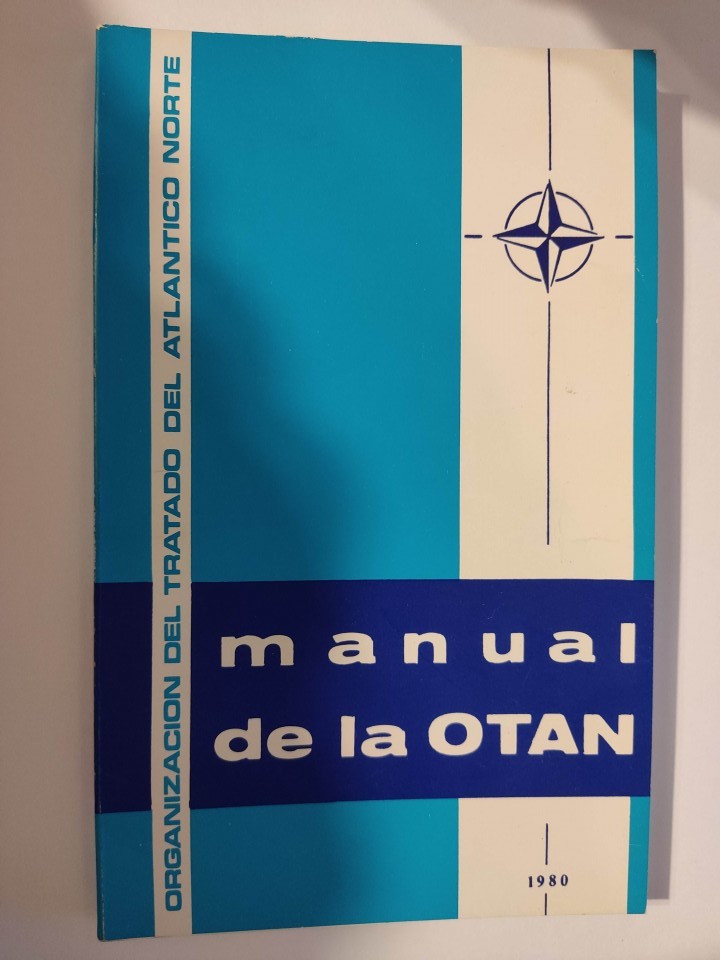 ORGANIZACION DEL TRATADO DEL ATLANTICO NORTE
manual
de la OTAN
1980